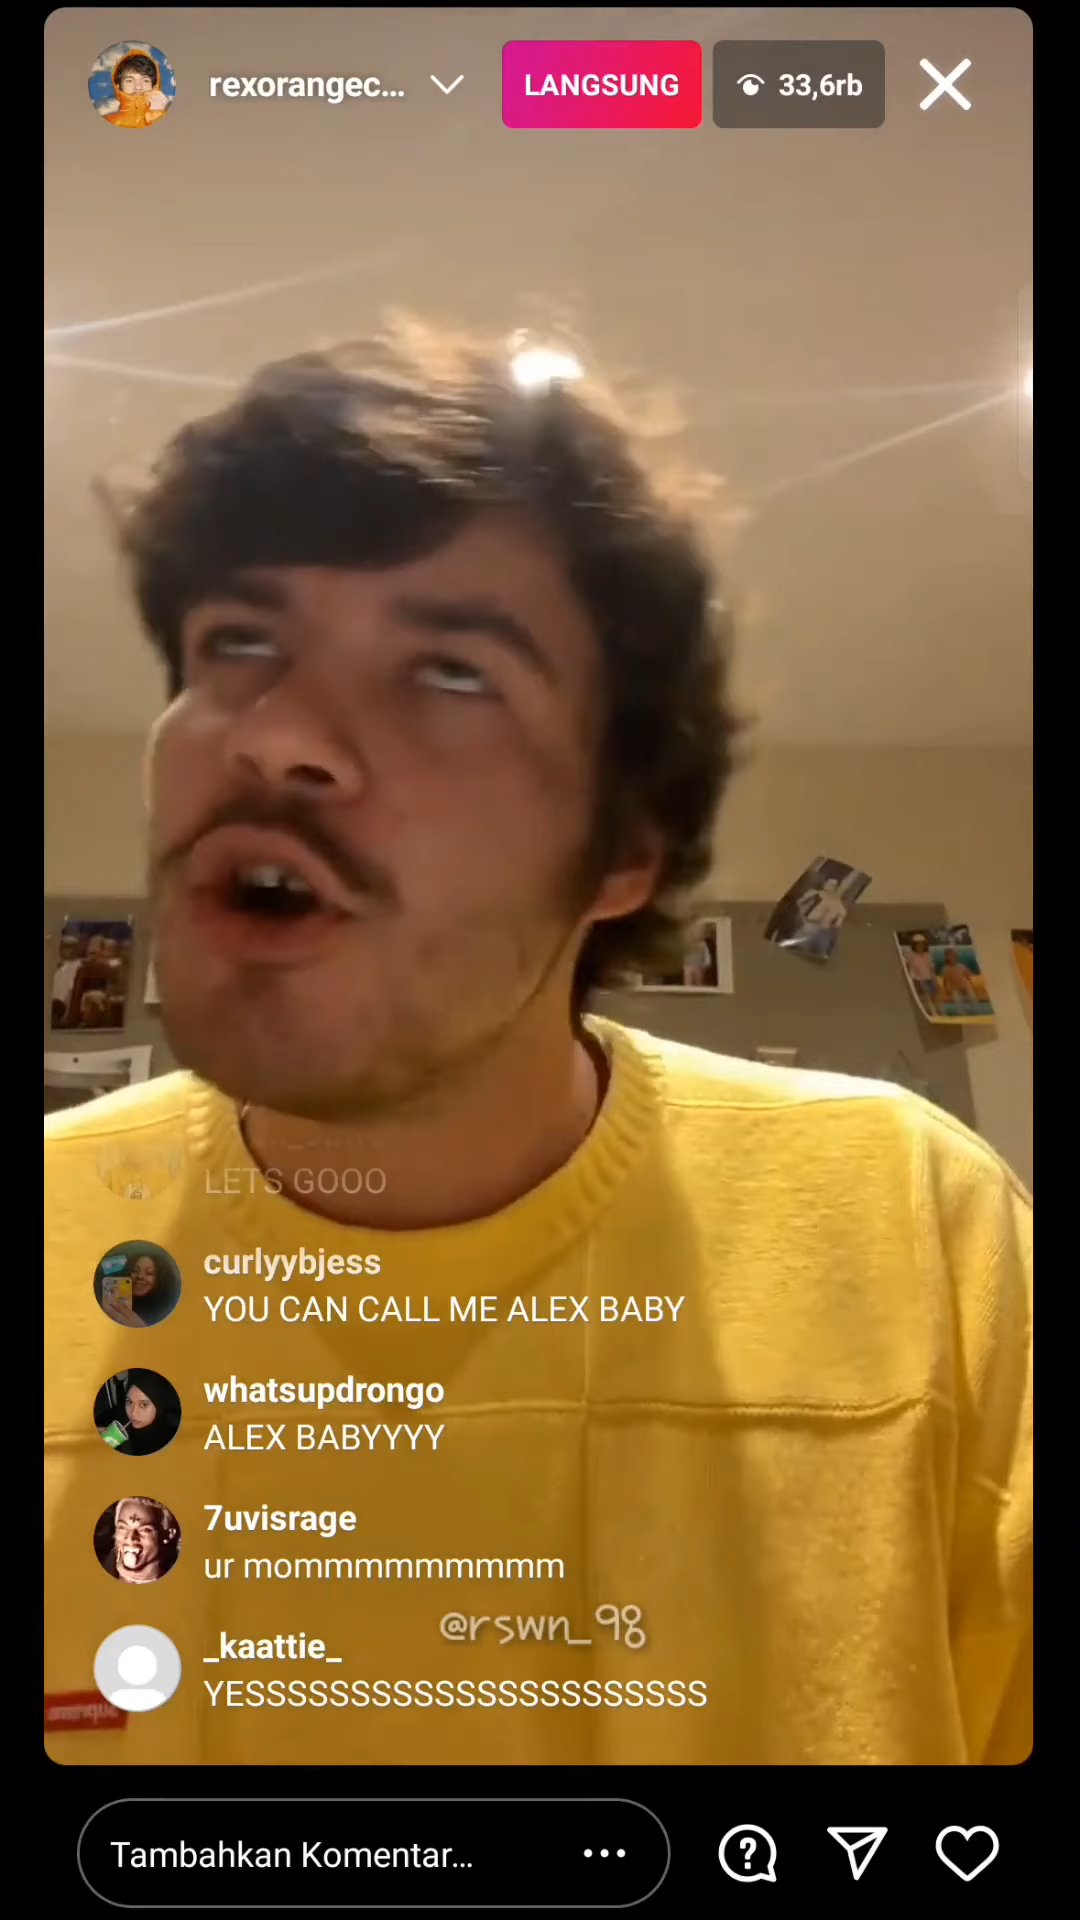 rexorangec...
LANGSUNG
33,6rb
LETS GOOO
curlyybjess
YOU CAN CALL ME ALEX BABY
whatsupdrongo
ALEX BABYYYY
7uvisrage
ur mommmmmmmmm
@rswn_98
_kaattie_
YESSSSSSSSSSSSSSSSSSSSSS
Tambahkan Komentar...